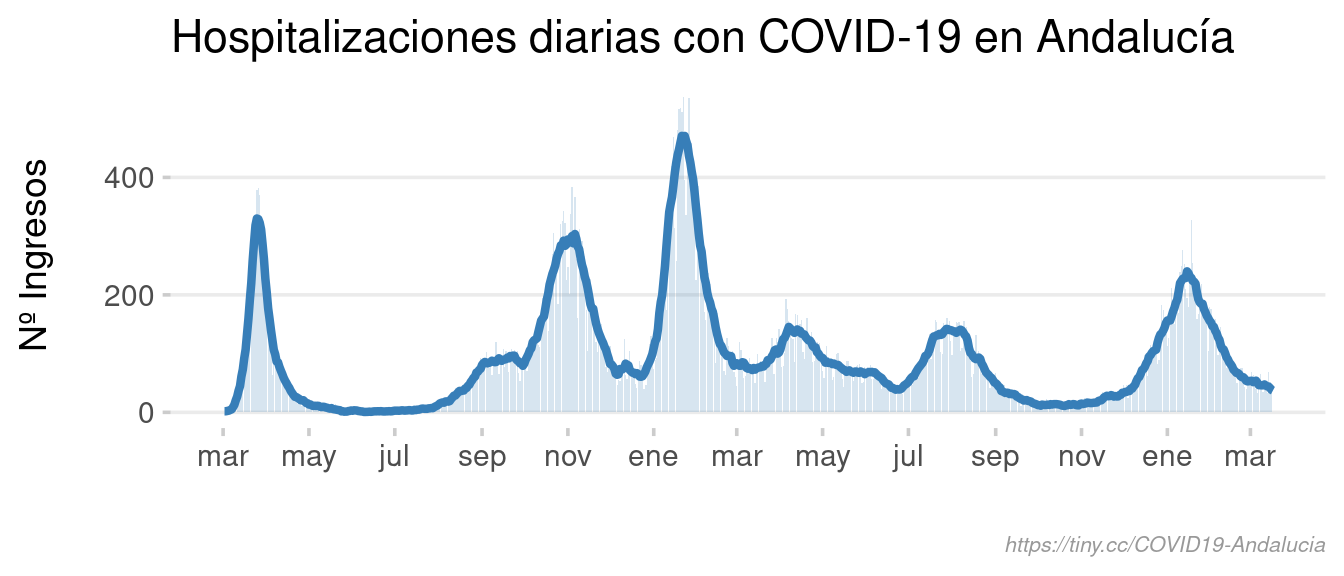 Hospitalizaciones diarias con COVID-19 en Andalucía
Nº Ingresos
400
200
0
mar may jul sep nov ene mar may jul sep nov ene mar
https://tiny.cc/COVID19-Andalucia